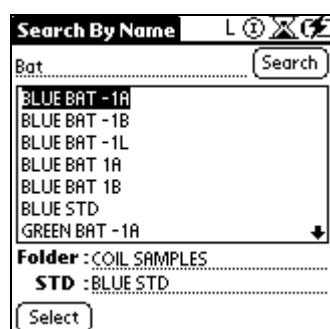 Search By Name L
Bat Search
BLUE BAT -1A
BLUE BAT -1B
BLUE BAT -1L
BLUE BAT 1A
BLUE BAT 1B
BLUE STD
GREEN BAT -1A
Folder : COIL SAMPLES
STD : BLUE STD
Select